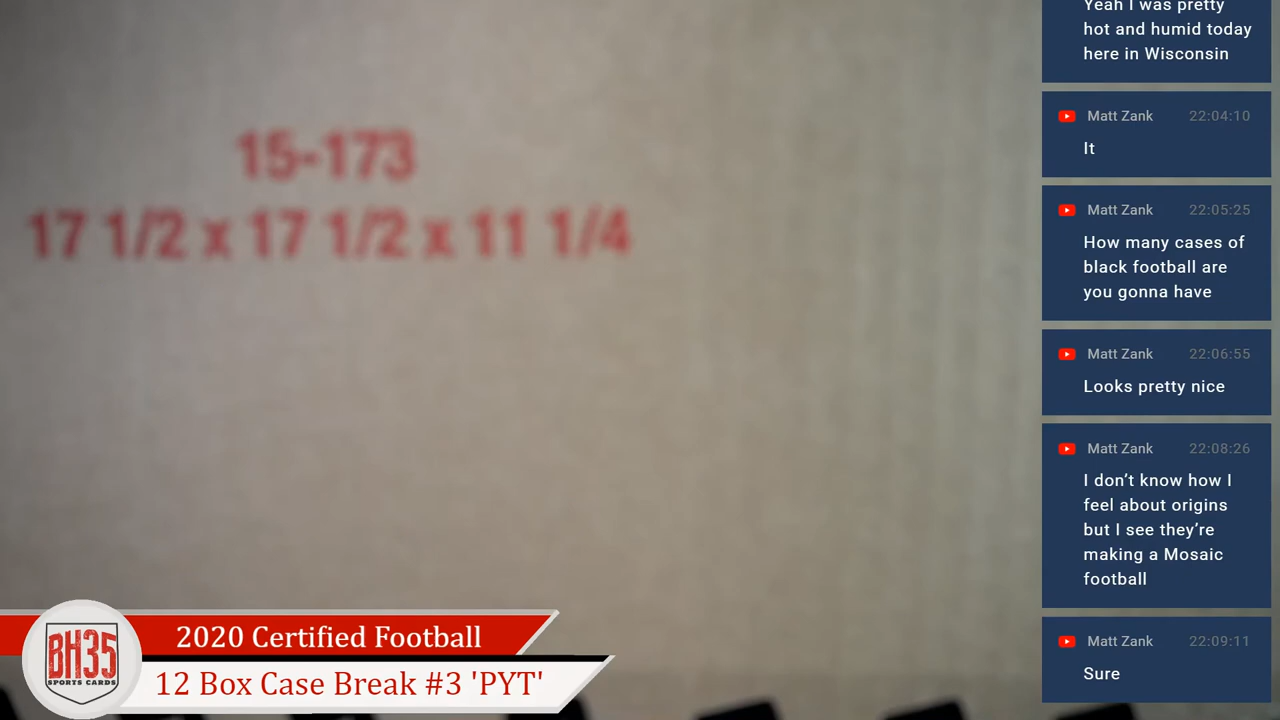 15-173
17 1/2 x 17 1/2 x 11 1/4
Yeah I was pretty
hot and humid today
here in Wisconsin
Matt Zank 22:04:10
It
Matt Zank 22:05:25
How many cases of
black football are
you gonna have
Matt Zank 22:06:55
Looks pretty nice
Matt Zank 22:08:26
I don’t know how I
feel about origins
but I see they’re
making a Mosaic
football
Matt Zank 22:09:11
Sure
BH35
SPORTS CARDS
2020 Certified Football
12 Box Case Break #3 'PYT'